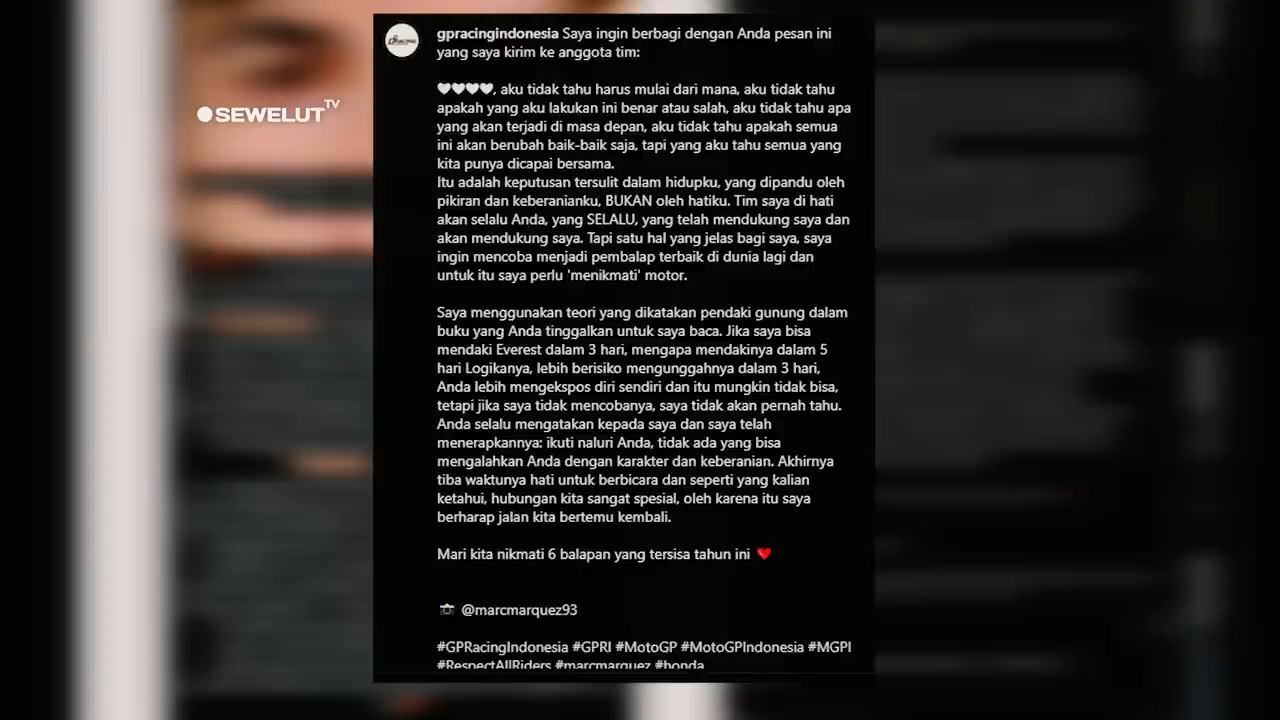 SEWELUT TV
gpracingindonesia Saya ingin berbagi dengan Anda pesan ini
yang saya kirim ke anggota tim:
🤍🤍🤍🤍, aku tidak tahu harus mulai dari mana, aku tidak tahu
apakah yang aku lakukan ini benar atau salah, aku tidak tahu apa
yang akan terjadi di masa depan, aku tidak tahu apakah semua
ini akan berubah baik-baik saja, tapi yang aku tahu semua yang
kita punya dicapai bersama.
Itu adalah keputusan tersulit dalam hidupku, yang dipandu oleh
pikiran dan keberanianku, BUKAN oleh hatiku. Tim saya di hati
akan selalu Anda, yang SELALU, yang telah mendukung saya dan
akan mendukung saya. Tapi satu hal yang jelas bagi saya, saya
ingin mencoba menjadi pembalap terbaik di dunia lagi dan
untuk itu saya perlu 'menikmati' motor.
Saya menggunakan teori yang dikatakan pendaki gunung dalam
buku yang Anda tinggalkan untuk saya baca. Jika saya bisa
mendaki Everest dalam 3 hari, mengapa mendakinya dalam 5
hari Logikanya, lebih berisiko mengunggahnya dalam 3 hari,
Anda lebih mengekspos diri sendiri dan itu mungkin tidak bisa,
tetapi jika saya tidak mencobanya, saya tidak akan pernah tahu.
Anda selalu mengatakan kepada saya dan saya telah
menerapkannya: ikuti naluri Anda, tidak ada yang bisa
mengalahkan Anda dengan karakter dan keberanian. Akhirnya
tiba waktunya hati untuk berbicara dan seperti yang kalian
ketahui, hubungan kita sangat spesial, oleh karena itu saya
berharap jalan kita bertemu kembali.
Mari kita nikmati 6 balapan yang tersisa tahun ini ❤️
📷 @marcmarquez93
#GPRacingIndonesia #GPRI #MotoGP #MotoGPIndonesia #MGPI
#RespectAllRiders #marcmarquez #honda